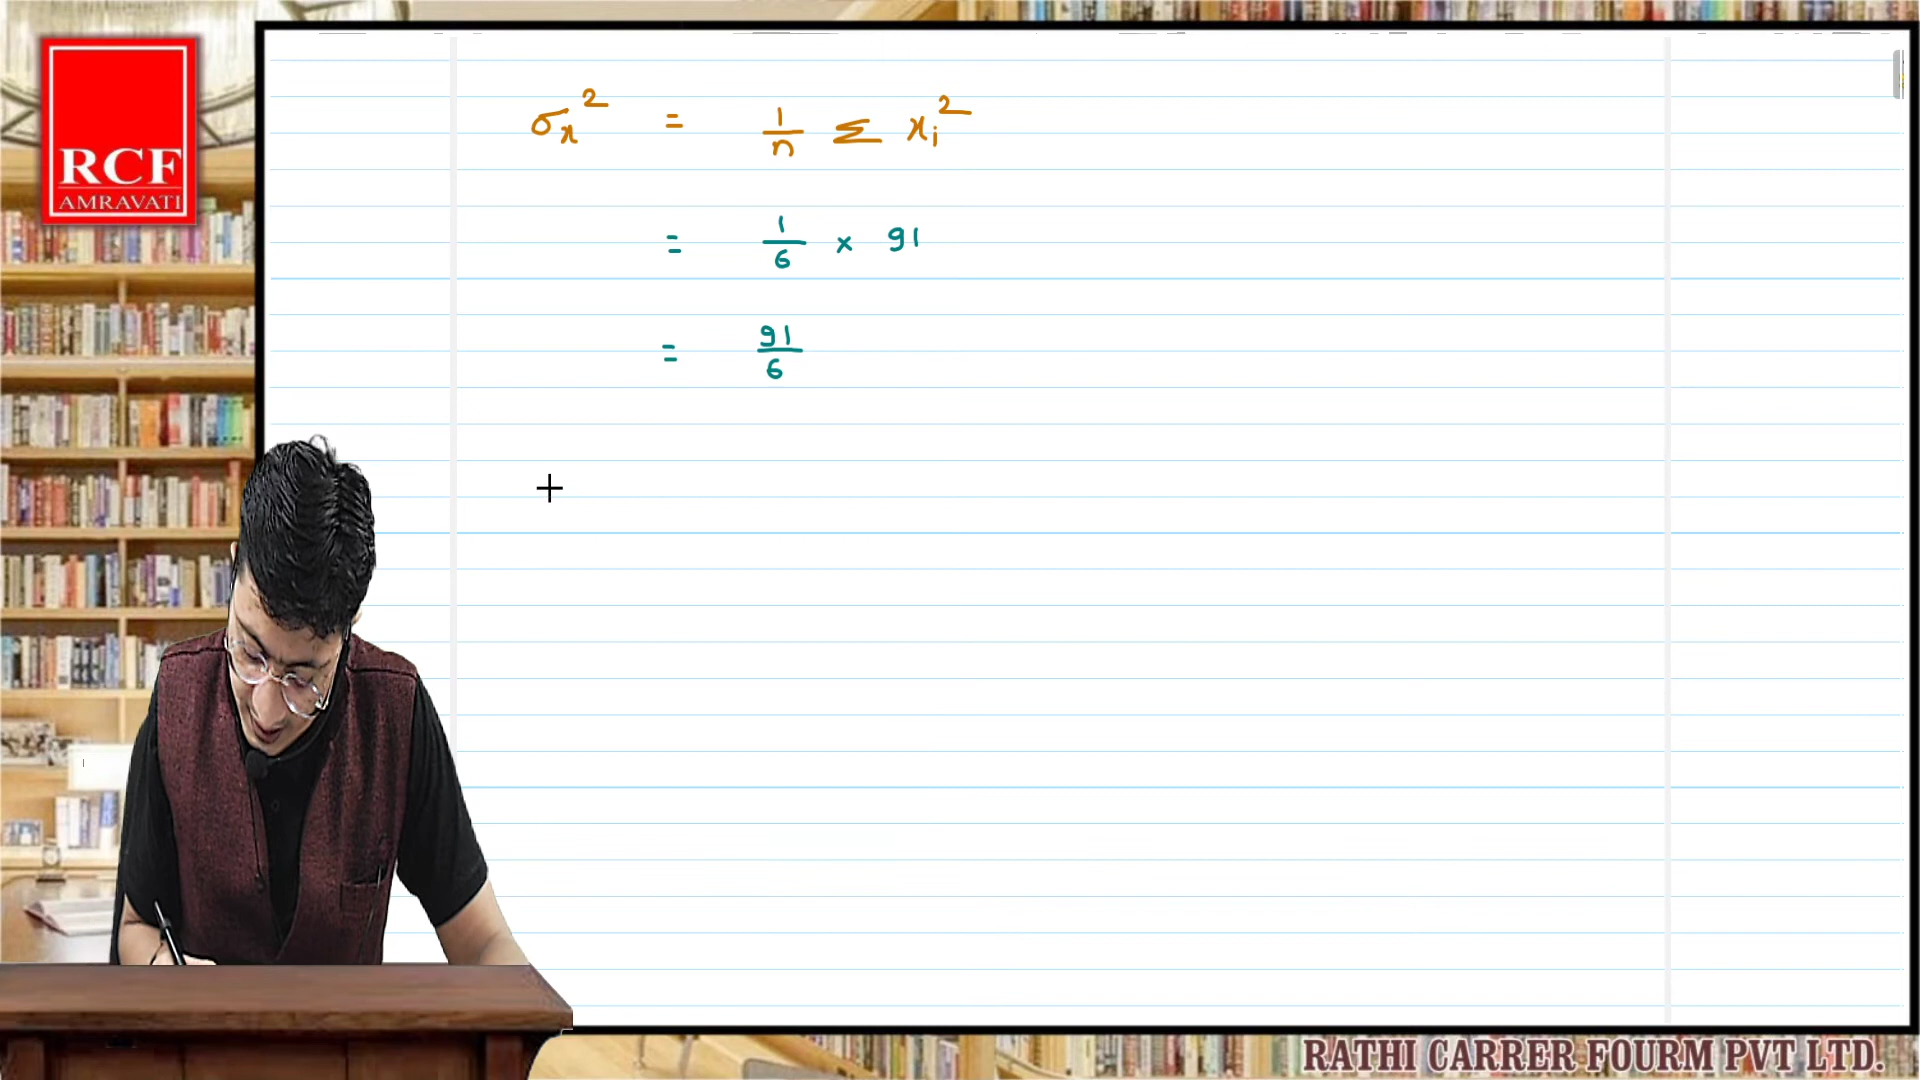 RCF
AMRAVATI
σx² = 1/n Σ xi²
= 1/6 × 91
= 91/6
RATHI CARRER FOURM PVT LTD.